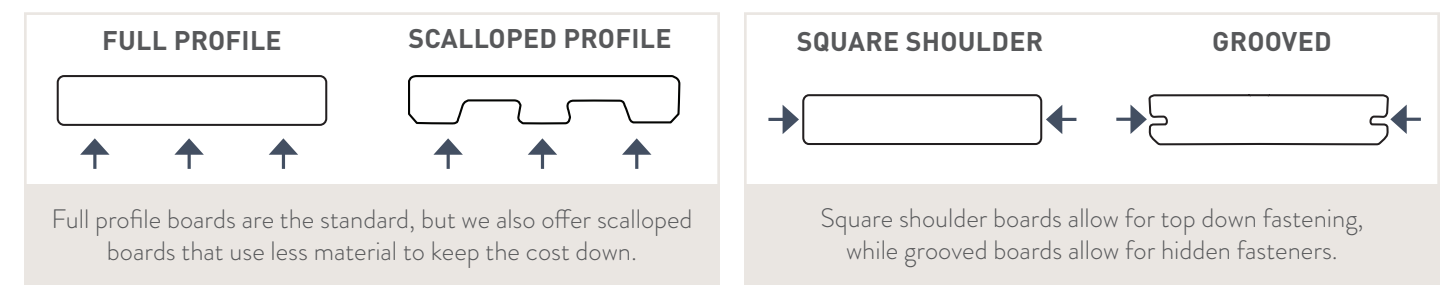 FULL PROFILE
SCALLOPED PROFILE
Full profile boards are the standard, but we also offer scalloped
boards that use less material to keep the cost down.
SQUARE SHOULDER
GROOVED
Square shoulder boards allow for top down fastening,
while grooved boards allow for hidden fasteners.